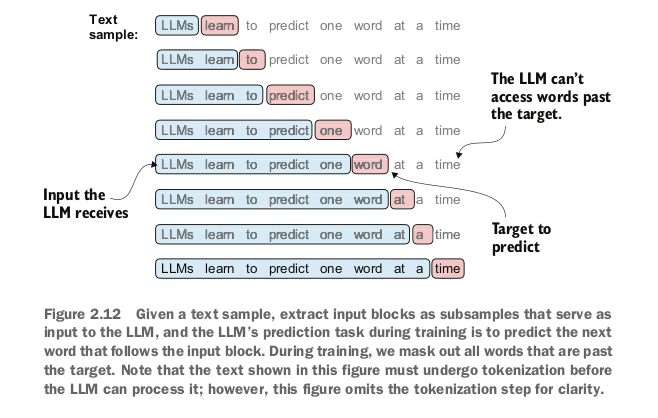 Text
sample:
LLMs learn to predict one word at a time
LLMs learn to predict one word at a time
LLMs learn to predict one word at a time
LLMs learn to predict one word at a time
LLMs learn to predict one word at a time
LLMs learn to predict one word at a time
LLMs learn to predict one word at a time
LLMs learn to predict one word at a time
The LLM can’t
access words past
the target.
Input the
LLM receives
Target to
predict
Figure 2.12 Given a text sample, extract input blocks as subsamples that serve as
input to the LLM, and the LLM’s prediction task during training is to predict the next
word that follows the input block. During training, we mask out all words that are past
the target. Note that the text shown in this figure must undergo tokenization before
the LLM can process it; however, this figure omits the tokenization step for clarity.